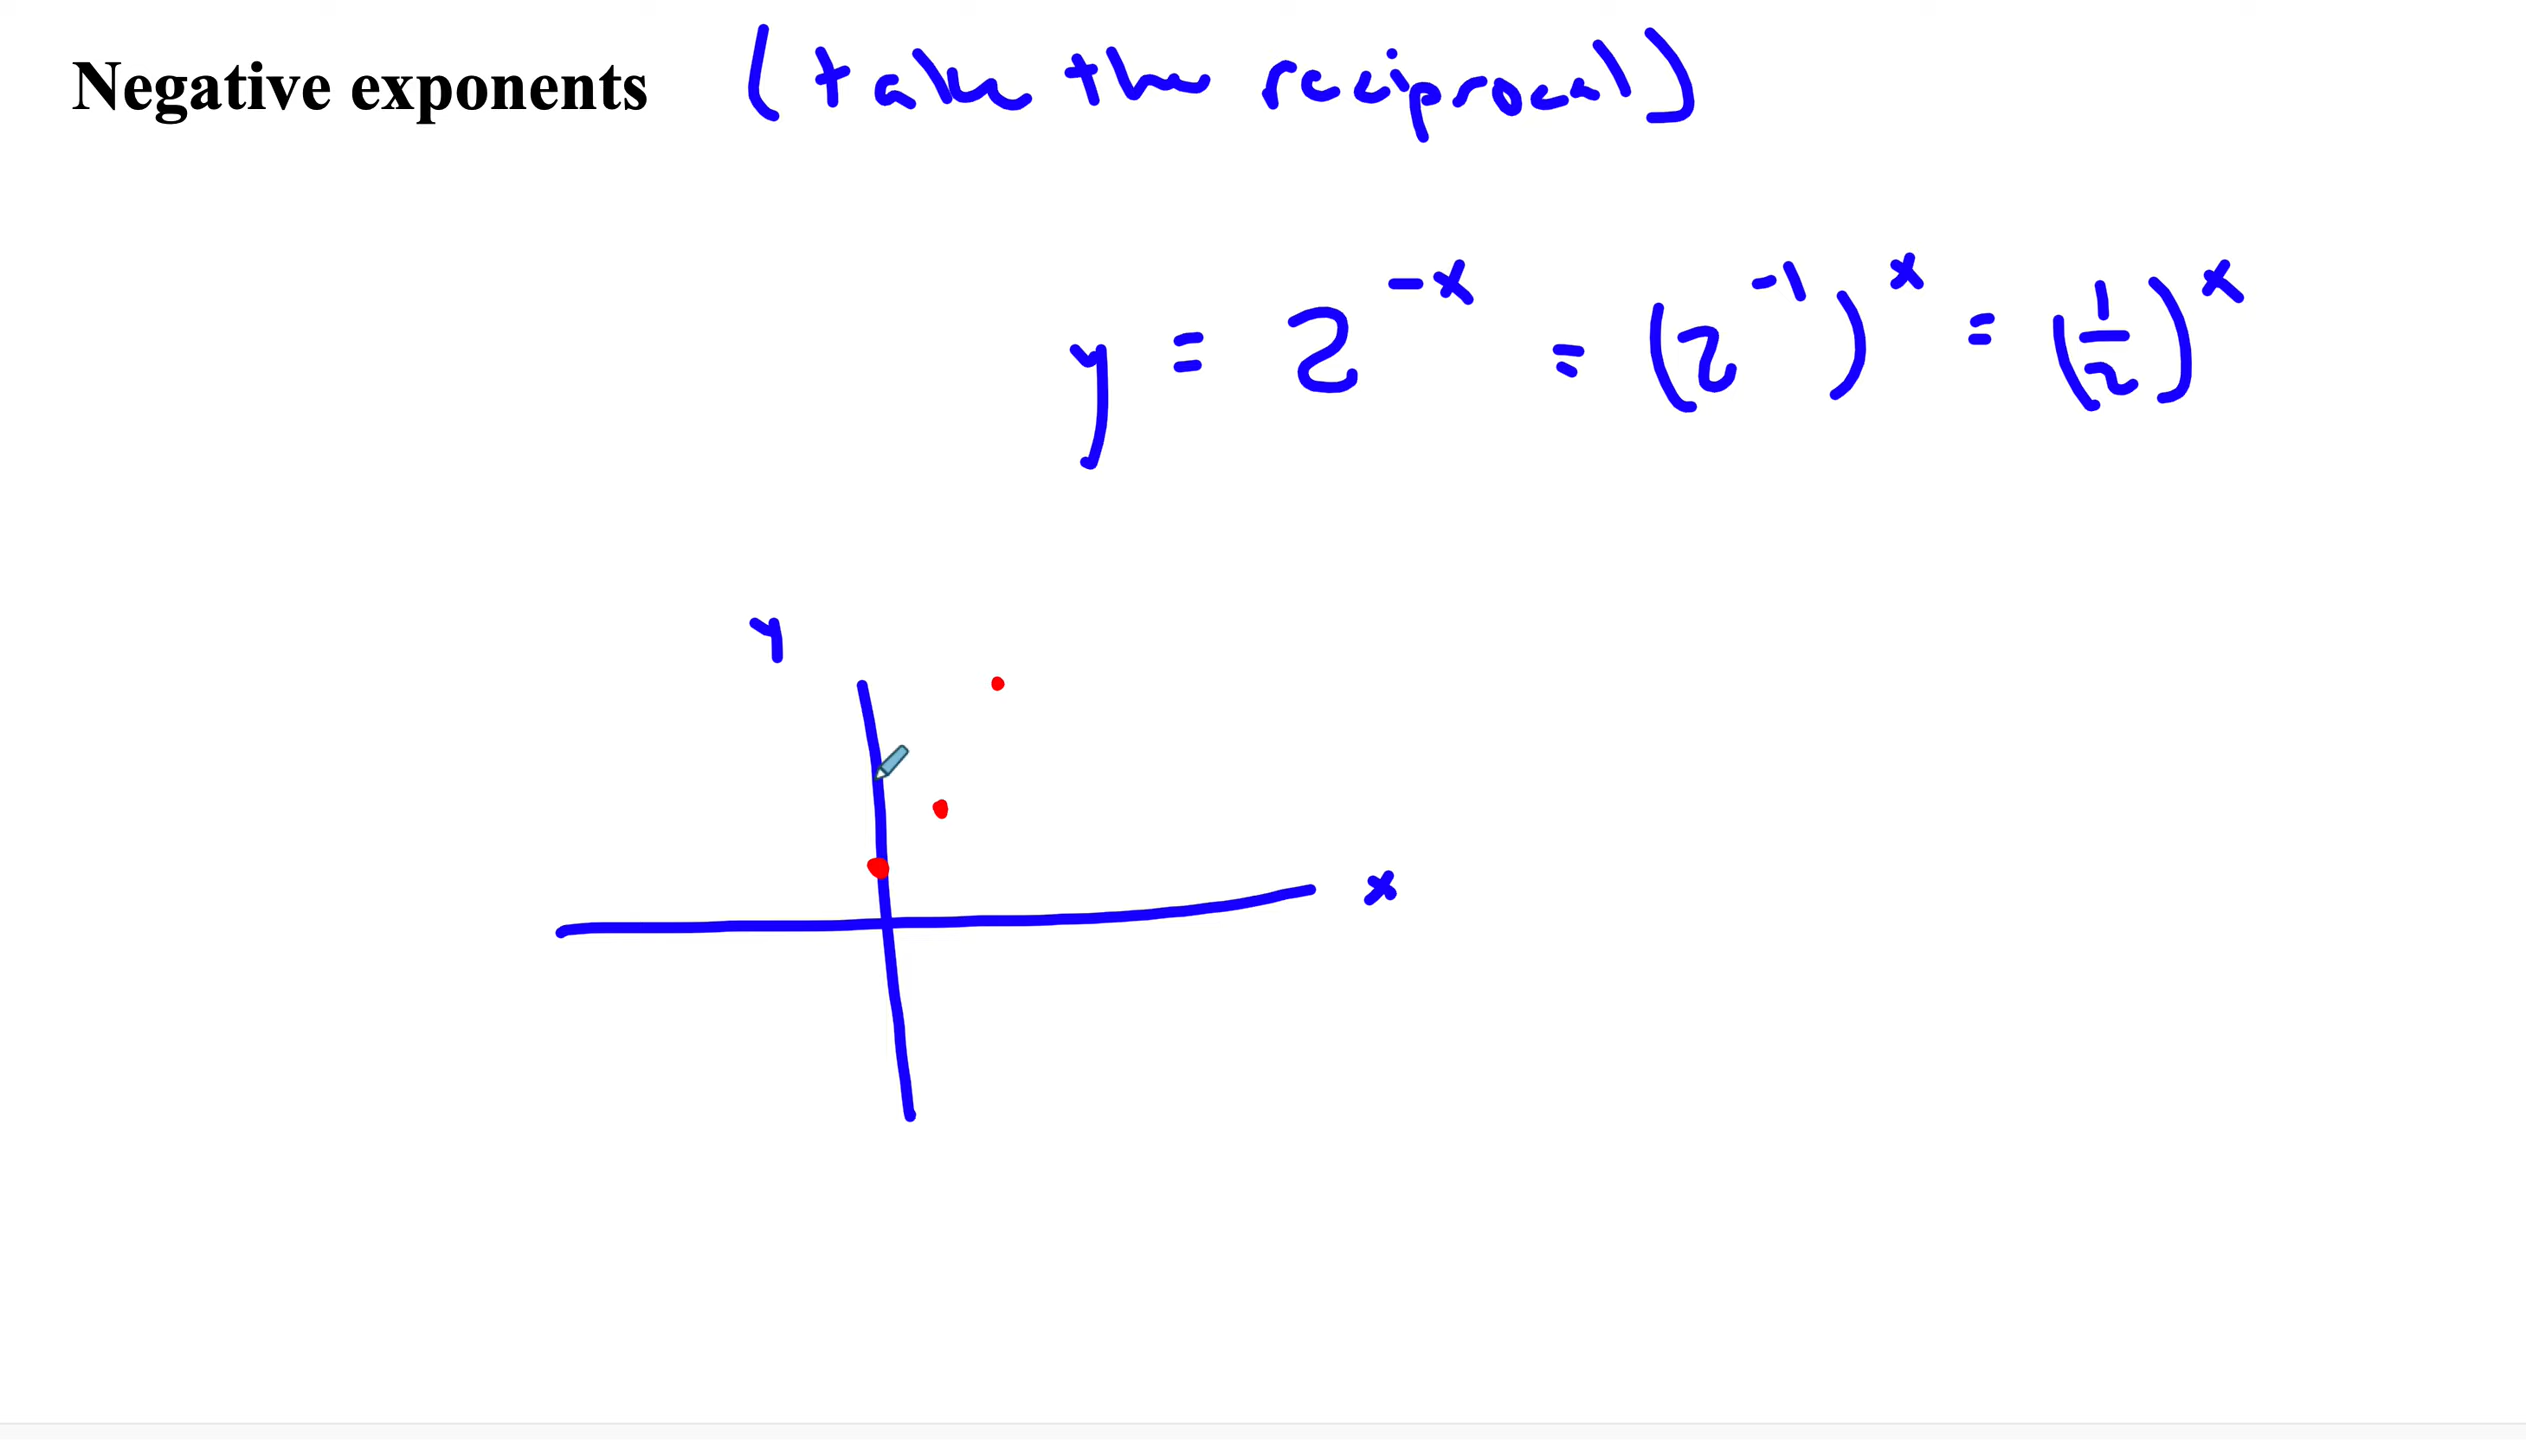 Negative exponents (take the reciprocal)
y = 2^{-x} = (2^{-1})^x = (1/2)^x
y
x